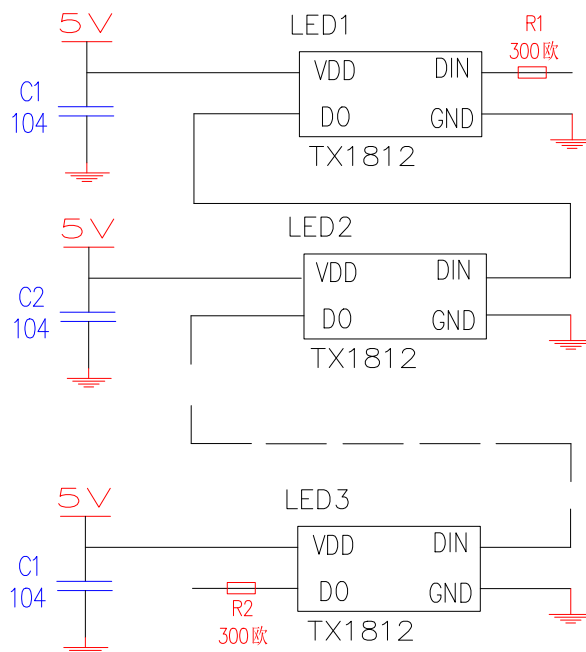 5V
LED1
R1
300欧
C1
104
VDD
DIN
DO
GND
TX1812
5V
LED2
C2
104
VDD
DIN
DO
GND
TX1812
5V
LED3
C1
104
VDD
DIN
DO
GND
R2
300欧
TX1812